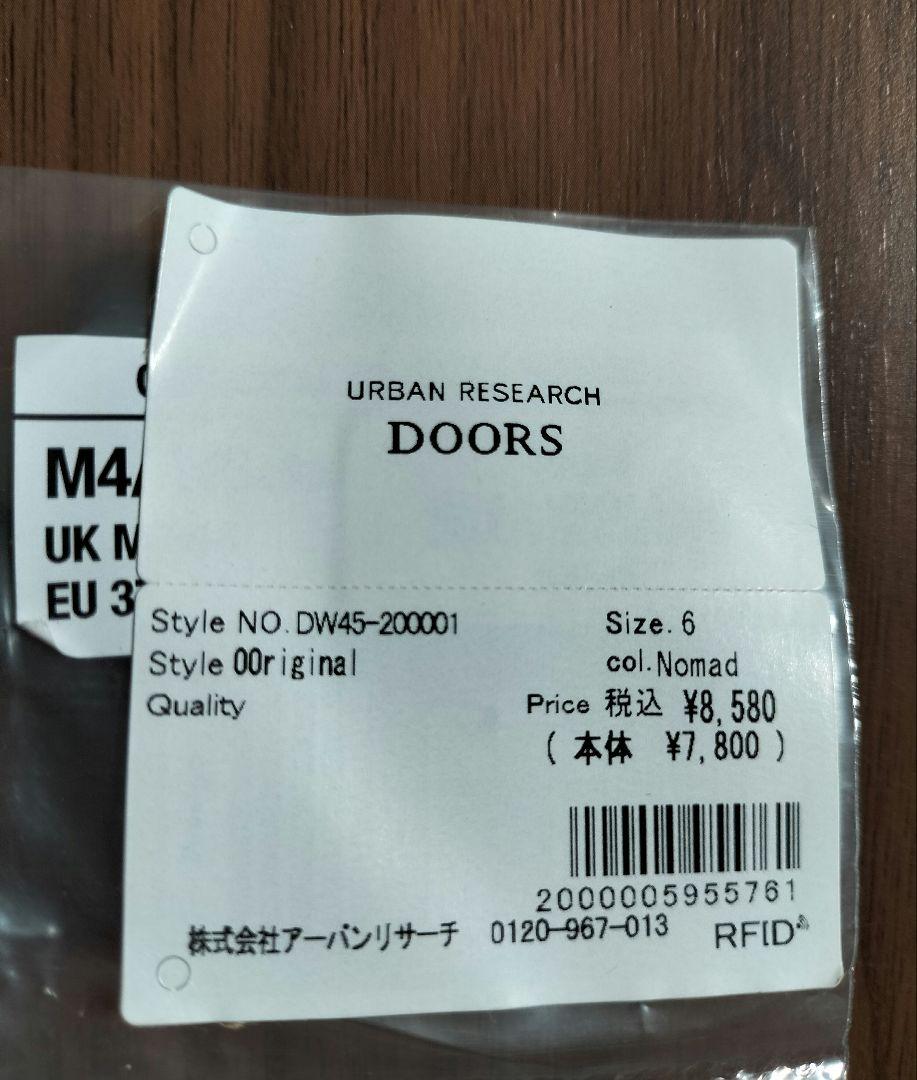 URBAN RESEARCH
DOORS
M4
UK M
EU 37
Style NO. DW45-200001
Size. 6
Style 00riginal
col. Nomad
Quality
Price 税込 ¥8,580
( 本体 ¥7,800 )
2000005955761
株式会社アーバンリサーチ 0120-967-013 RFID